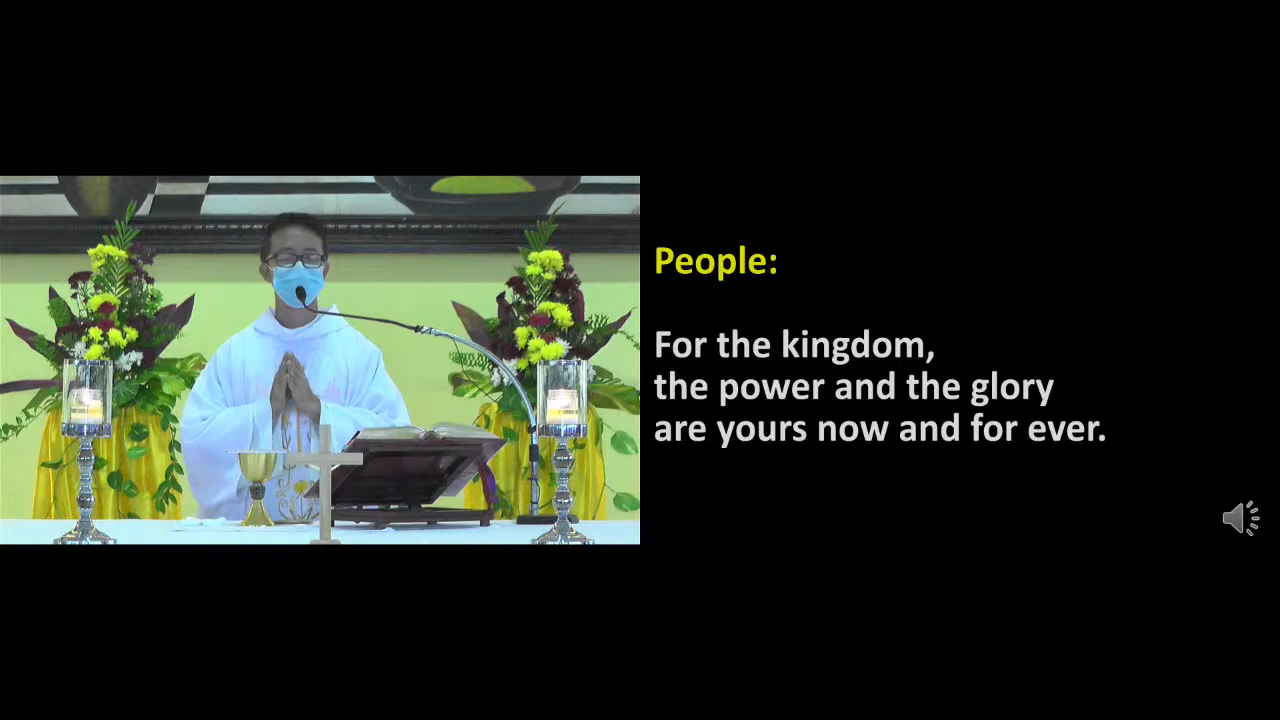 People:
For the kingdom,
the power and the glory
are yours now and for ever.